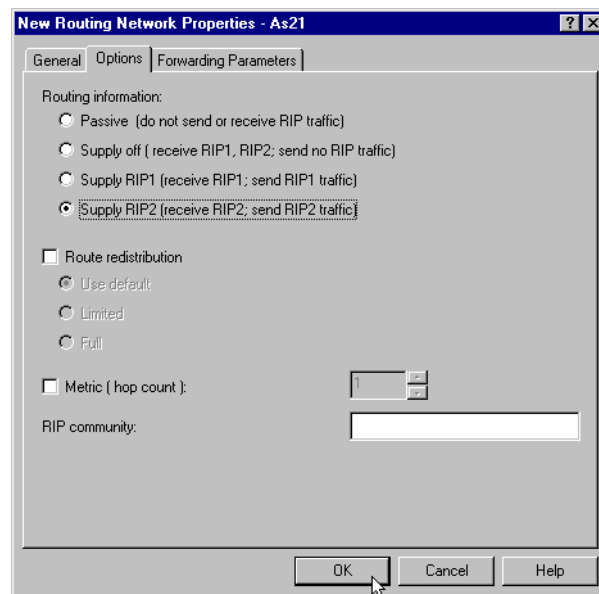 New Routing Network Properties - As21
General Options Forwarding Parameters
Routing information:
Passive (do not send or receive RIP traffic)
Supply off ( receive RIP1, RIP2; send no RIP traffic)
Supply RIP1 (receive RIP1; send RIP1 traffic)
Supply RIP2 (receive RIP2; send RIP2 traffic)
Route redistribution
Use default
Limited
Full
Metric ( hop count ): 1
RIP community:
OK Cancel Help